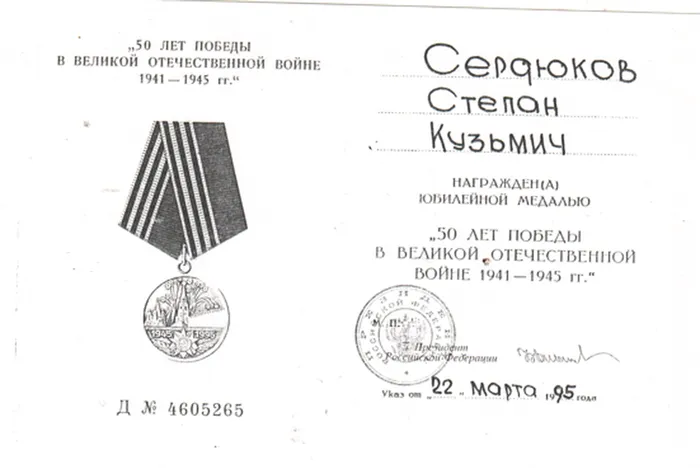 „50 ЛЕТ ПОБЕДЫ
В ВЕЛИКОЙ ОТЕЧЕСТВЕННОЙ ВОЙНЕ
1941—1945 гг.“
Д № 4605265
Сердюков
Степан
Кузьмич
НАГРАЖДЕН(А)
ЮБИЛЕЙНОЙ МЕДАЛЬЮ
„50 ЛЕТ ПОБЕДЫ
В ВЕЛИКОЙ ОТЕЧЕСТВЕННОЙ
ВОЙНЕ 1941—1945 гг.“
М. П.
Президент
Российской Федерации
Указ от „22„ марта 1995 года